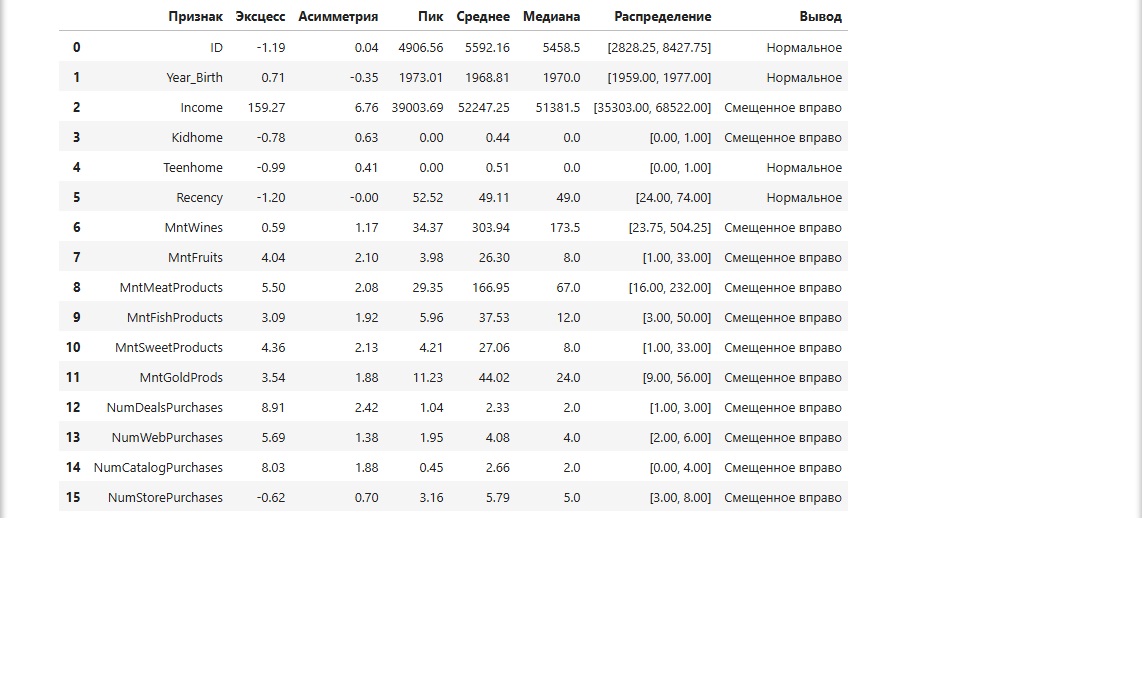 Признак Эксцесс Асимметрия Пик Среднее Медиана Распределение Вывод
0 ID -1.19 0.04 4906.56 5592.16 5458.5 [2828.25, 8427.75] Нормальное
1 Year_Birth 0.71 -0.35 1973.01 1968.81 1970.0 [1959.00, 1977.00] Нормальное
2 Income 159.27 6.76 39003.69 52247.25 51381.5 [35303.00, 68522.00] Смещенное вправо
3 Kidhome -0.78 0.63 0.00 0.44 0.0 [0.00, 1.00] Смещенное вправо
4 Teenhome -0.99 0.41 0.00 0.51 0.0 [0.00, 1.00] Нормальное
5 Recency -1.20 -0.00 52.52 49.11 49.0 [24.00, 74.00] Нормальное
6 MntWines 0.59 1.17 34.37 303.94 173.5 [23.75, 504.25] Смещенное вправо
7 MntFruits 4.04 2.10 3.98 26.30 8.0 [1.00, 33.00] Смещенное вправо
8 MntMeatProducts 5.50 2.08 29.35 166.95 67.0 [16.00, 232.00] Смещенное вправо
9 MntFishProducts 3.09 1.92 5.96 37.53 12.0 [3.00, 50.00] Смещенное вправо
10 MntSweetProducts 4.36 2.13 4.21 27.06 8.0 [1.00, 33.00] Смещенное вправо
11 MntGoldProds 3.54 1.88 11.23 44.02 24.0 [9.00, 56.00] Смещенное вправо
12 NumDealsPurchases 8.91 2.42 1.04 2.33 2.0 [1.00, 3.00] Смещенное вправо
13 NumWebPurchases 5.69 1.38 1.95 4.08 4.0 [2.00, 6.00] Смещенное вправо
14 NumCatalogPurchases 8.03 1.88 0.45 2.66 2.0 [0.00, 4.00] Смещенное вправо
15 NumStorePurchases -0.62 0.70 3.16 5.79 5.0 [3.00, 8.00] Смещенное вправо